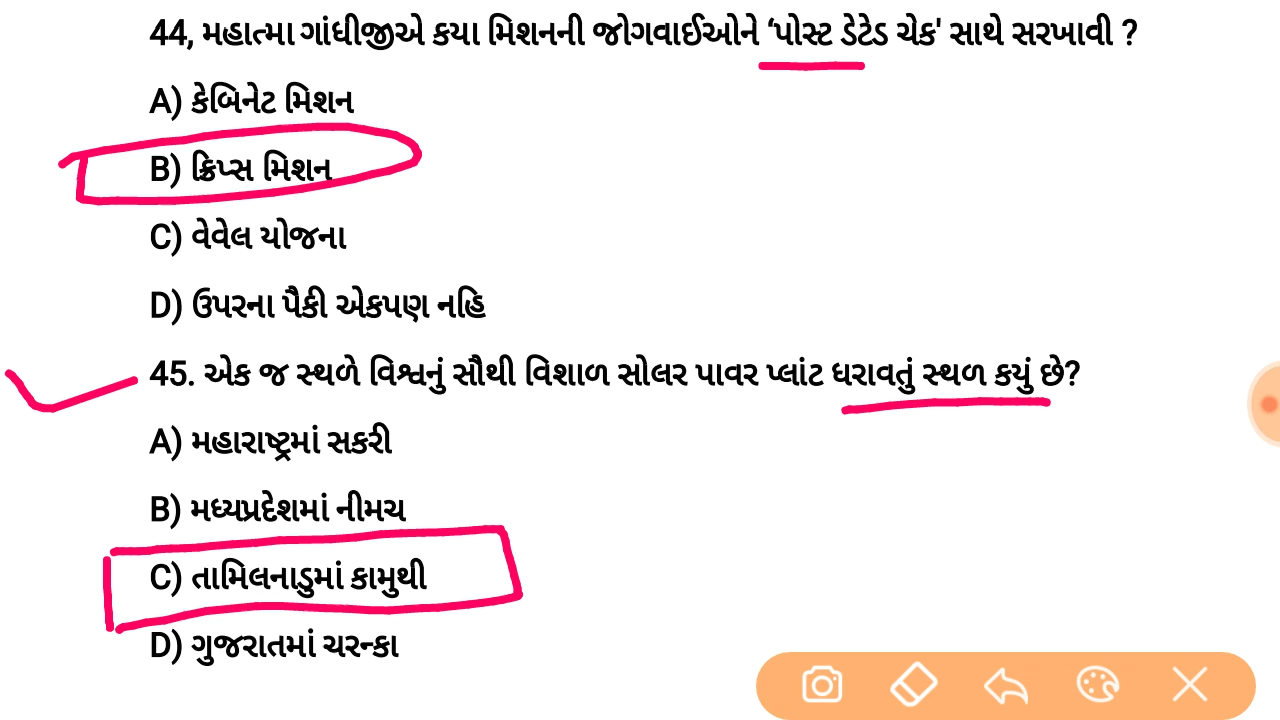 44, મહાત્મા ગાંધીજીએ કયા મિશનની જોગવાઈઓને ‘પોસ્ટ ડેટેડ ચેક' સાથે સરખાવી ?
A) કેબિનેટ મિશન
B) ક્રિપ્સ મિશન
C) વેવેલ યોજના
D) ઉપરના પૈકી એકપણ નહિ
45. એક જ સ્થળે વિશ્વનું સૌથી વિશાળ સોલર પાવર પ્લાંટ ધરાવતું સ્થળ કયું છે?
A) મહારાષ્ટ્રમાં સકરી
B) મધ્યપ્રદેશમાં નીમચ
C) તામિલનાડુમાં કામુથી
D) ગુજરાતમાં ચરન્કા